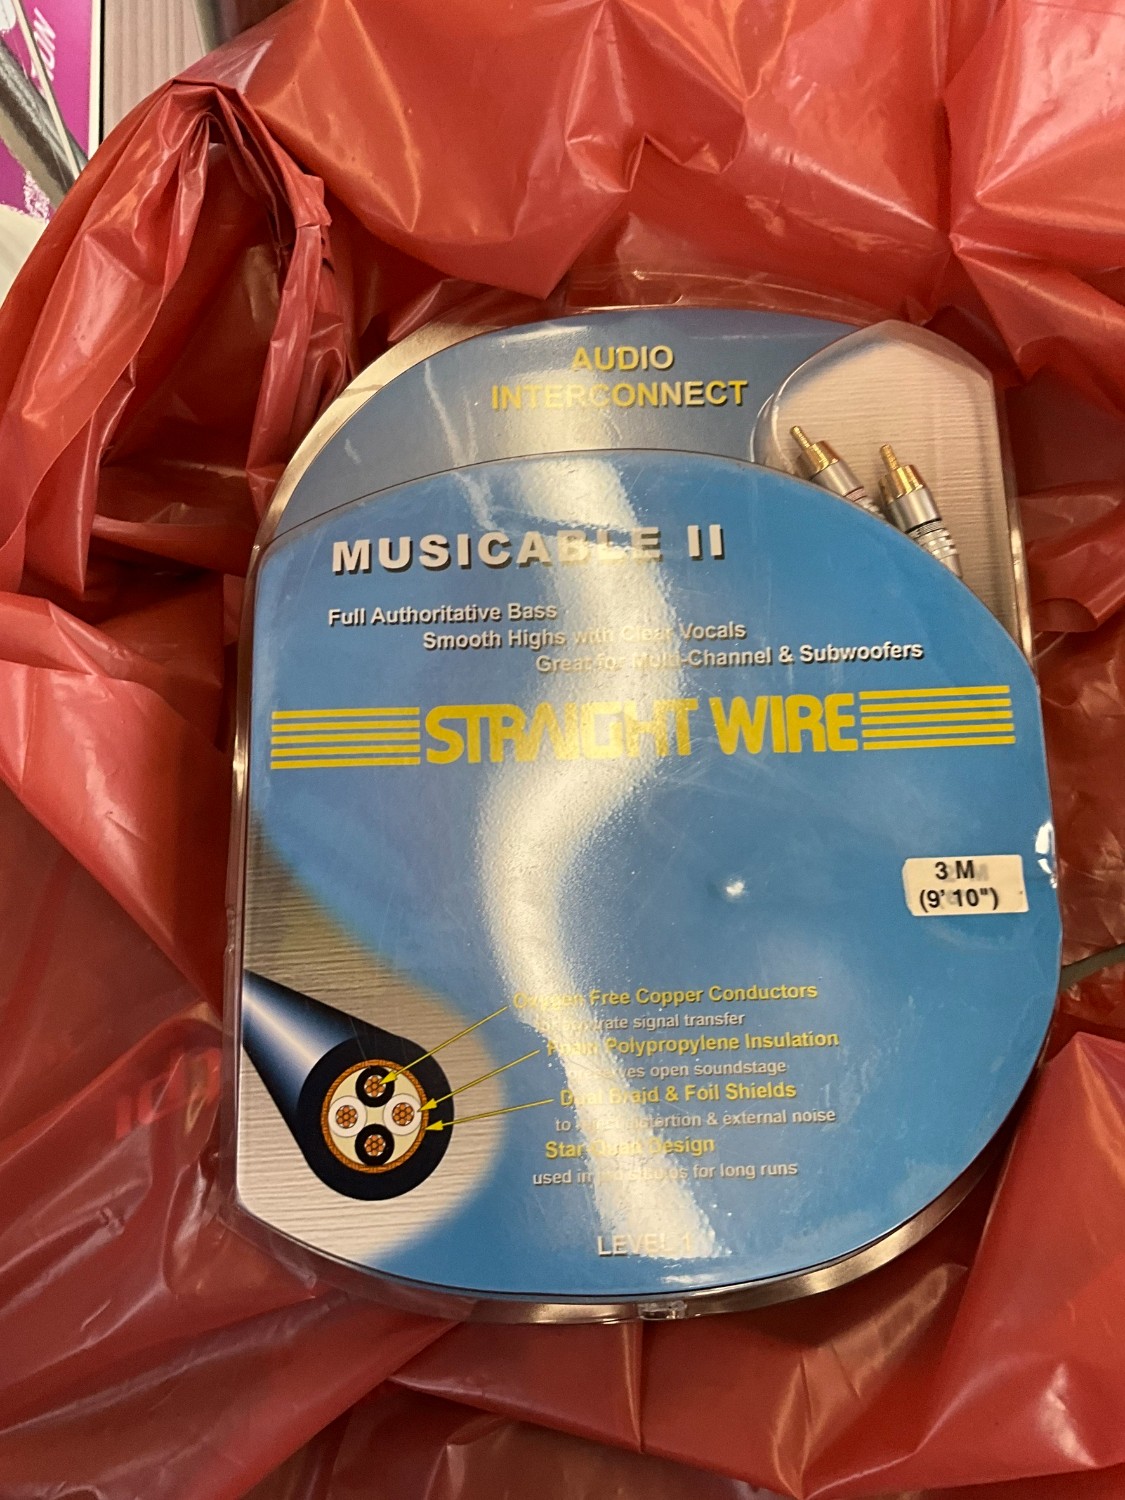 AUDIO
INTERCONNECT
MUSICABLE II
Full Authoritative Bass
Smooth Highs with Clear Vocals
Great for Multi-Channel & Subwoofers
STRAIGHT WIRE
3 M
(9' 10")
Oxygen Free Copper Conductors
signal transfer
Polypropylene Insulation
open soundstage
Dual Braid & Foil Shields
to & external noise
Star Quad Design
used in for long runs
LEVEL 1